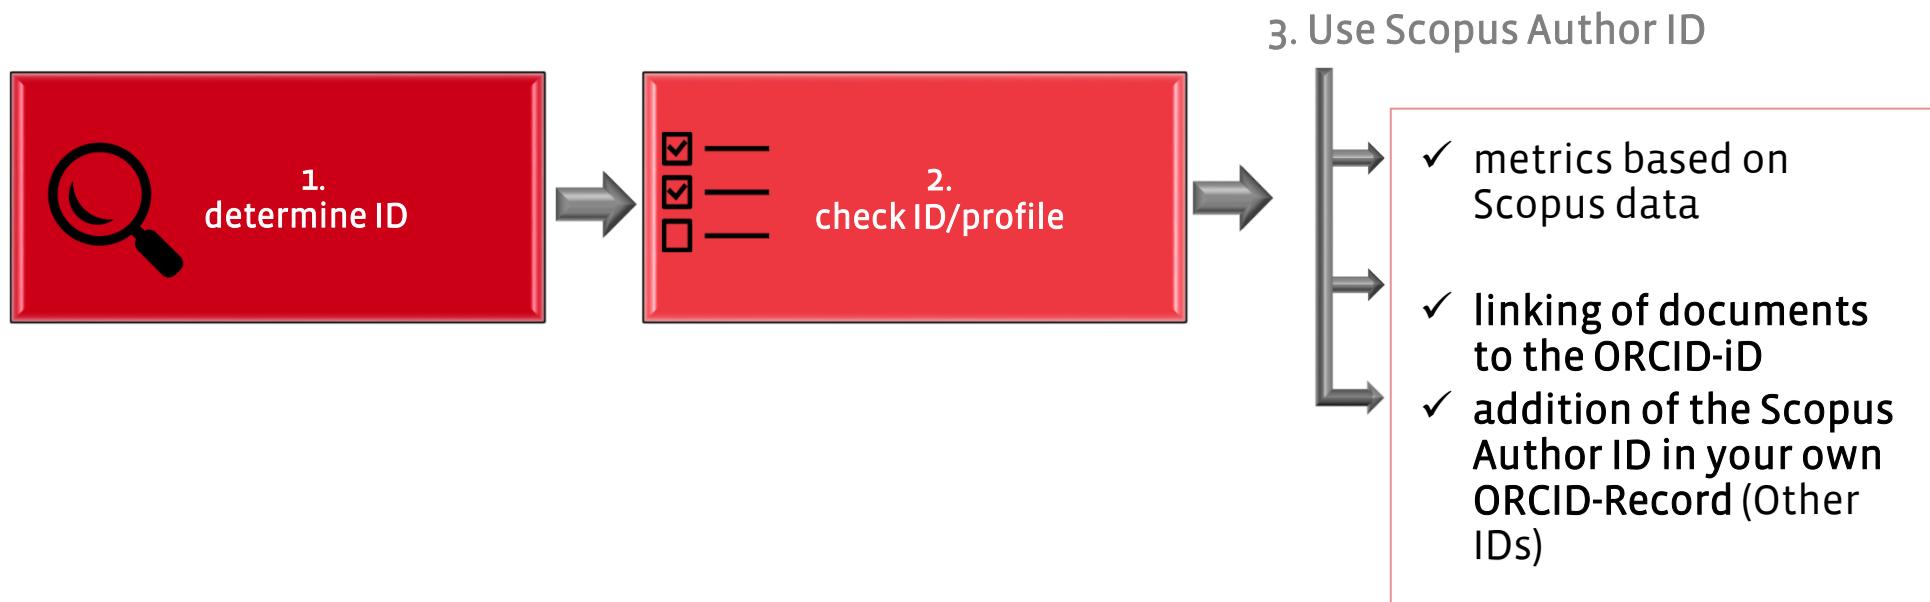 3. Use Scopus Author ID
1.
determine ID
2.
check ID/profile
✓ metrics based on
Scopus data
✓ linking of documents
to the ORCID-iD
✓ addition of the Scopus
Author ID in your own
ORCID-Record (Other
IDs)